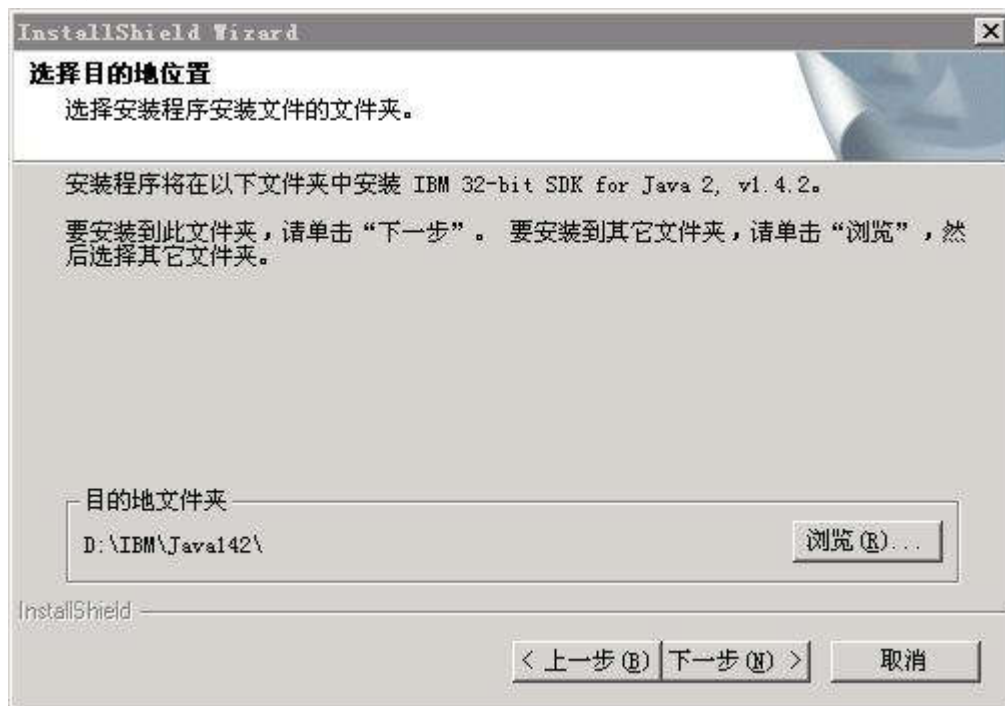 InstallShield Wizard
选择目的地位置
选择安装程序安装文件的文件夹。
安装程序将在以下文件夹中安装 IBM 32-bit SDK for Java 2, v1.4.2。
要安装到此文件夹，请单击“下一步”。 要安装到其它文件夹，请单击“浏览”，然
后选择其它文件夹。
目的地文件夹
D:\IBM\Java142\
浏览(R)...
InstallShield
< 上一步(B)
下一步(N) >
取消